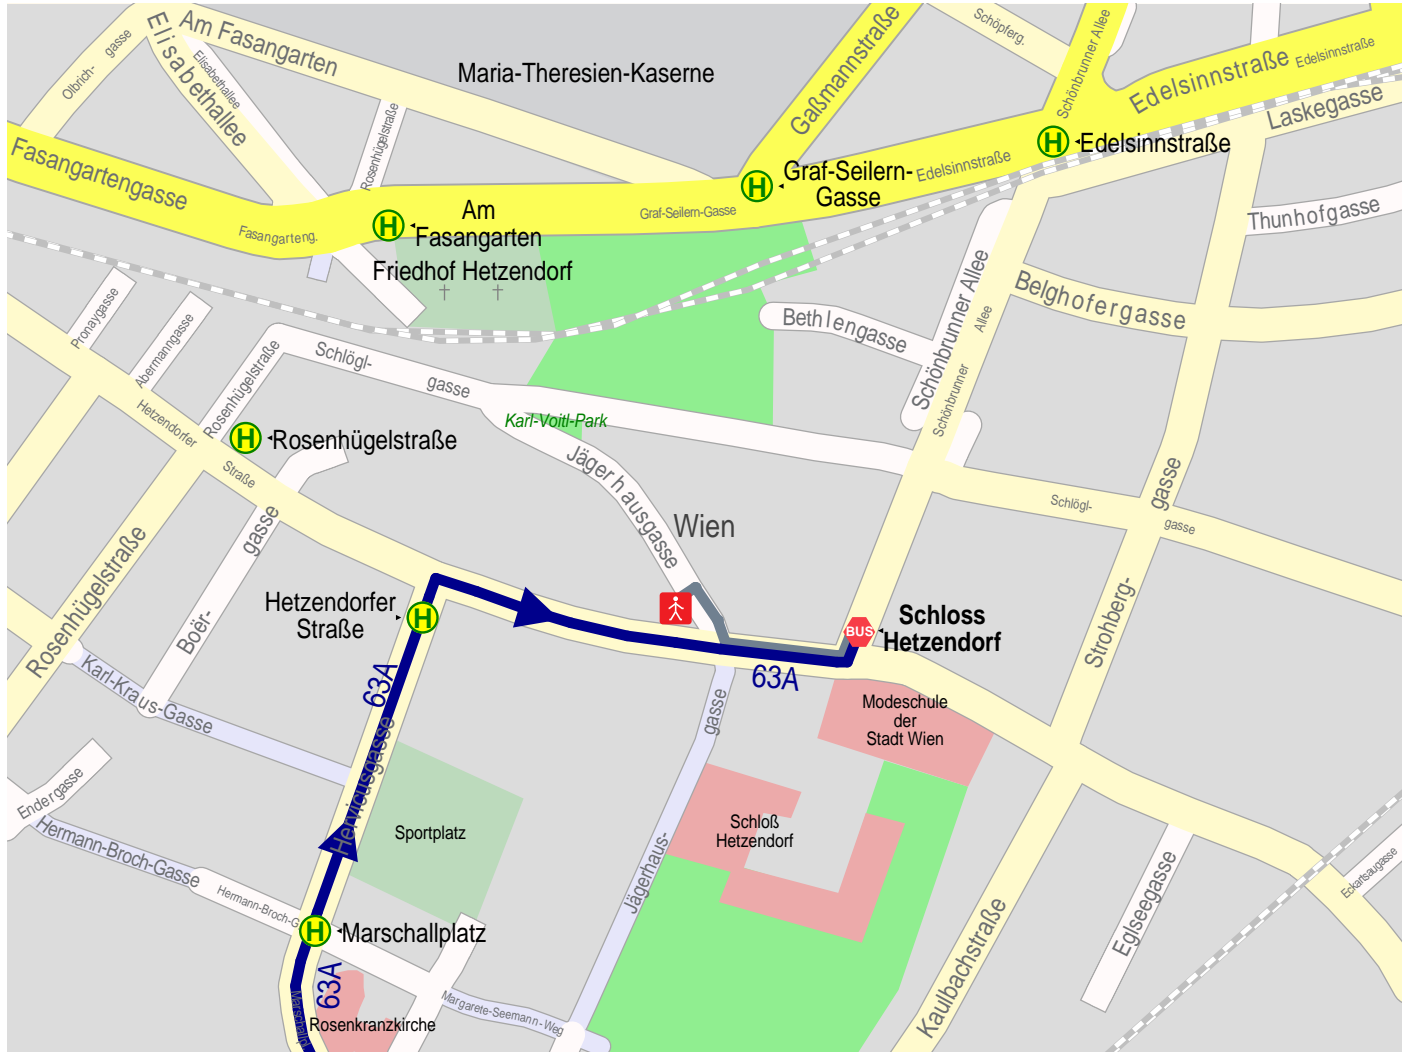 Am Fasangarten
Elisabethallee
Elisabethallee
Olbrich-
gasse
Maria-Theresien-Kaserne
Gaßmannstraße
Schöpferg.
Schönbrunner Allee
Edelsinnstraße
Edelsinnstraße
Laskegasse
Fasangartengasse
Rosenhügelstraße
H
Edelsinnstraße
H
Graf-Seilern-
Gasse
Edelsinnstraße
H
Am
Fasangarten
Graf-Seilern-Gasse
Fasangarteng.
Thunhofgasse
Friedhof Hetzendorf
Belghofergasse
Bethlengasse
Schönbrunner Allee
Schönbrunner
Allee
Pronaygasse
Abermanngasse
Rosenhügelstraße
Schlögl-
gasse
Hetzendorfer
Straße
H
Rosenhügelstraße
Karl-Voitl-Park
Jägerhausgasse
Wien
Schlögl-
gasse
gasse
Strohberg-
Rosenhügelstraße
Boër-
gasse
Hetzendorfer
Straße
H
BUS
Schloss
Hetzendorf
63A
63A
Karl-Kraus-Gasse
Hervicusgasse
gasse
Jägerhaus-
Modeschule
der
Stadt Wien
Endergasse
Hermann-Broch-Gasse
Sportplatz
Schloß
Hetzendorf
Hermann-Broch-G
H
Marschallplatz
63A
Marschallpl
Rosenkranzkirche
Margarete-Seemann-Weg
Kaulbachstraße
Eglseegasse
Eckartsaugasse